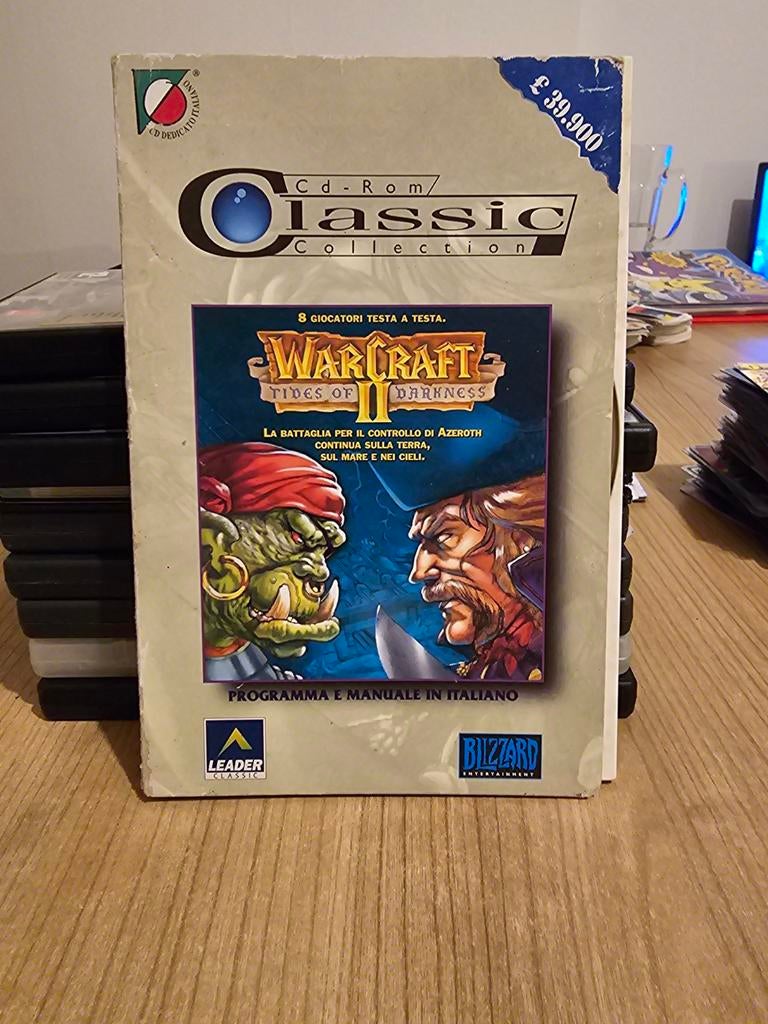 CD DEDICATO ITALIANO
®
£ 39.900
Cd-Rom
Classic
Collection
8 GIOCATORI TESTA A TESTA.
WARCRAFT
TIDES OF II DARKNESS
LA BATTAGLIA PER IL CONTROLLO DI AZEROTH
CONTINUA SULLA TERRA,
SUL MARE E NEI CIELI.
PROGRAMMA E MANUALE IN ITALIANO
LEADER
CLASSIC
BLIZZARD
ENTERTAINMENT